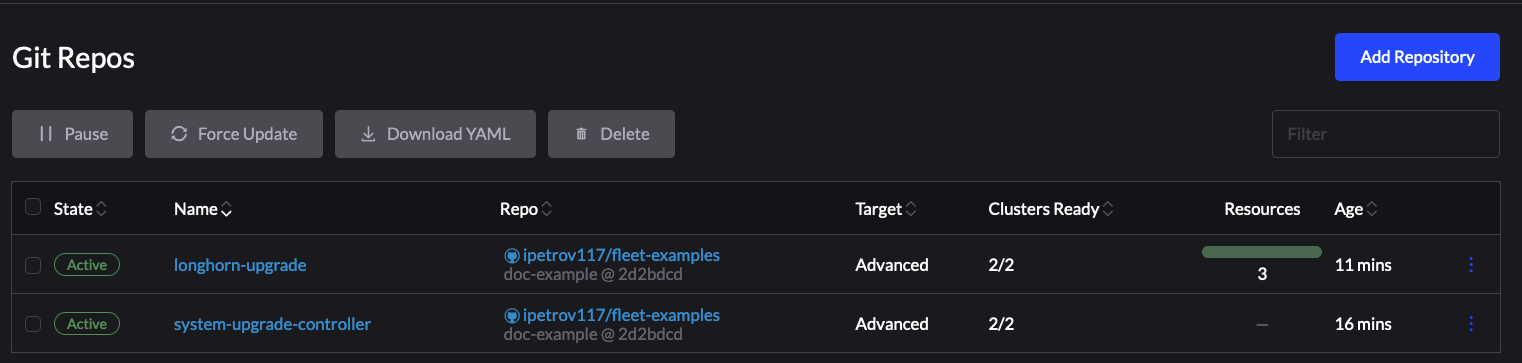 Git Repos
Add Repository
Pause Force Update Download YAML Delete Filter
State Name Repo Target Clusters Ready Resources Age
Active longhorn-upgrade ipetrov117/fleet-examples Advanced 2/2 11 mins
doc-example @ 2d2bdcd 3
Active system-upgrade-controller ipetrov117/fleet-examples Advanced 2/2 — 16 mins
doc-example @ 2d2bdcd